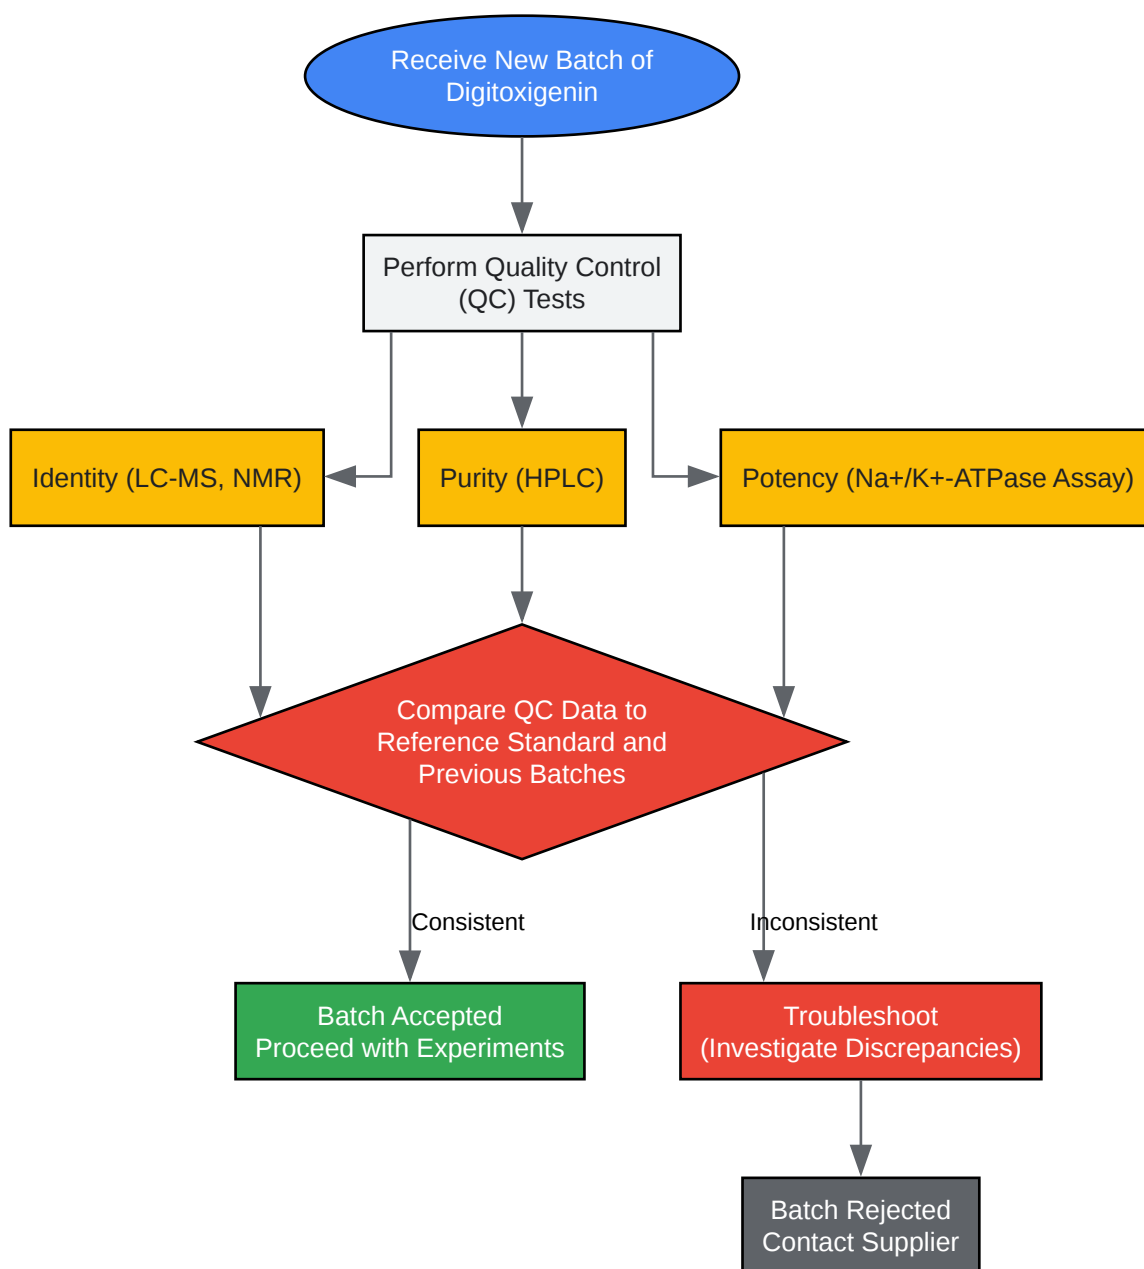 Receive New Batch of
Digitoxigenin
Perform Quality Control
(QC) Tests
Identity (LC-MS, NMR)
Purity (HPLC)
Potency (Na+/K+-ATPase Assay)
Compare QC Data to
Reference Standard and
Previous Batches
Consistent
Inconsistent
Batch Accepted
Proceed with Experiments
Troubleshoot
(Investigate Discrepancies)
Batch Rejected
Contact Supplier